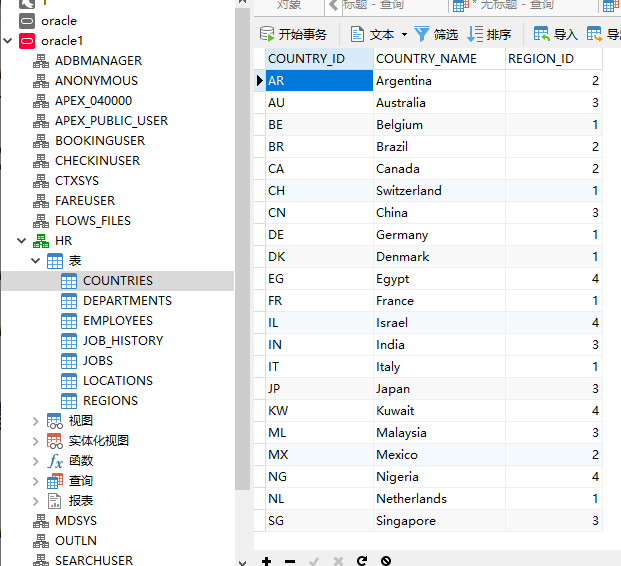 1
oracle
oracle1
ADBMANAGER
ANONYMOUS
APEX_040000
APEX_PUBLIC_USER
BOOKINGUSER
CHECKINUSER
CTXSYS
FAREUSER
FLOWS_FILES
HR
表
COUNTRIES
DEPARTMENTS
EMPLOYEES
JOB_HISTORY
JOBS
LOCATIONS
REGIONS
视图
实体化视图
fx 函数
查询
报表
MDSYS
OUTLN
SEARCHUSER
对象 标题 - 查询 * 无标题 - 查询
开始事务 文本 筛选 排序 导入 导
COUNTRY_ID COUNTRY_NAME REGION_ID
AR Argentina 2
AU Australia 3
BE Belgium 1
BR Brazil 2
CA Canada 2
CH Switzerland 1
CN China 3
DE Germany 1
DK Denmark 1
EG Egypt 4
FR France 1
IL Israel 4
IN India 3
IT Italy 1
JP Japan 3
KW Kuwait 4
ML Malaysia 3
MX Mexico 2
NG Nigeria 4
NL Netherlands 1
SG Singapore 3